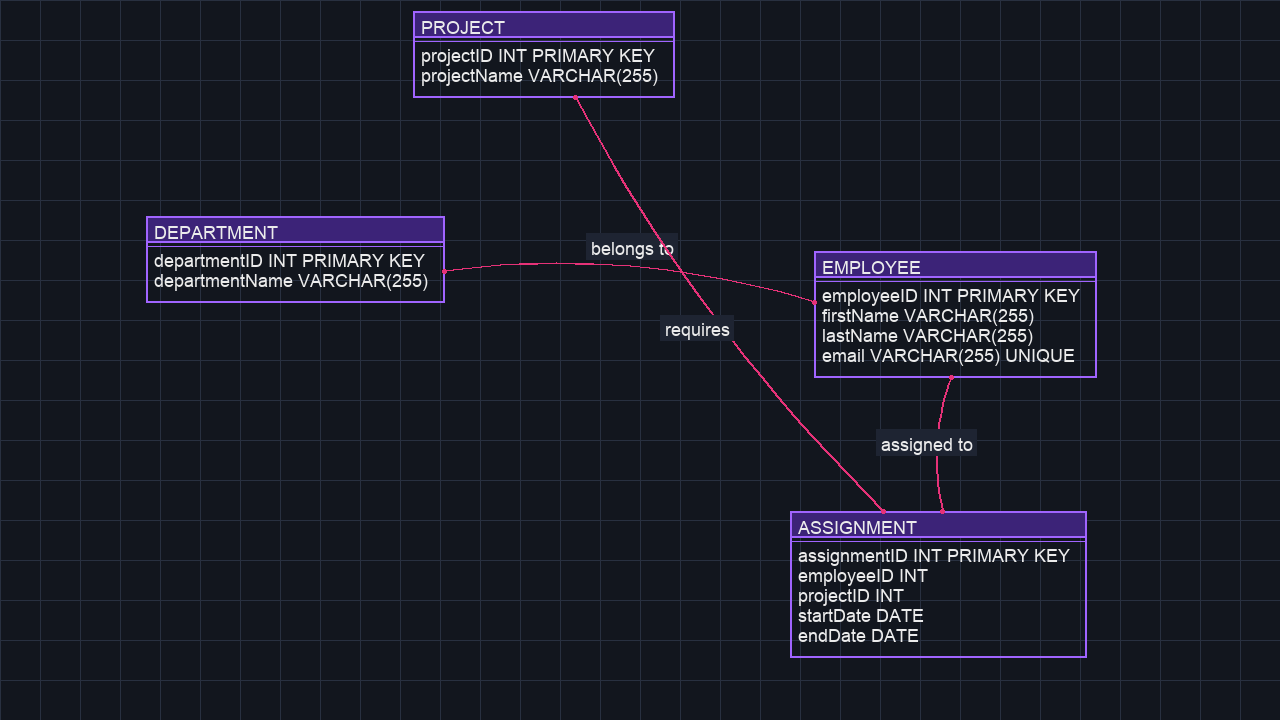 PROJECT
projectID INT PRIMARY KEY
projectName VARCHAR(255)
DEPARTMENT
departmentID INT PRIMARY KEY
departmentName VARCHAR(255)
belongs to
EMPLOYEE
employeeID INT PRIMARY KEY
firstName VARCHAR(255)
lastName VARCHAR(255)
email VARCHAR(255) UNIQUE
requires
assigned to
ASSIGNMENT
assignmentID INT PRIMARY KEY
employeeID INT
projectID INT
startDate DATE
endDate DATE